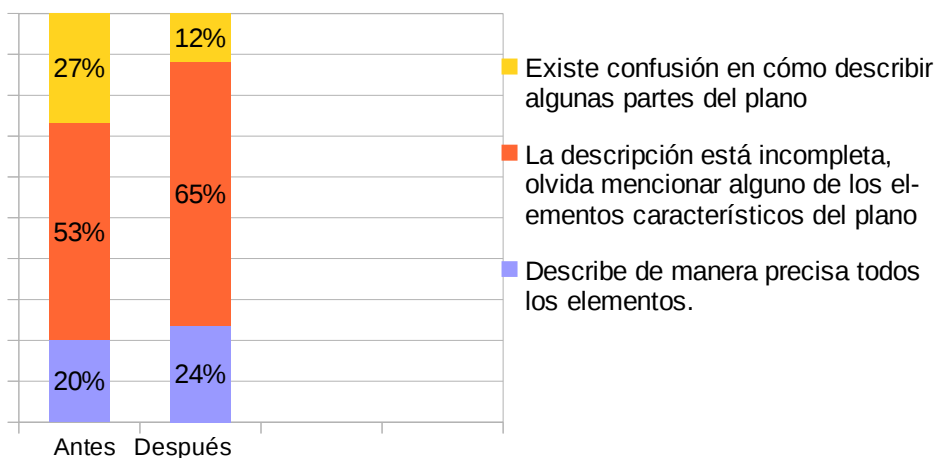 27%
12%
53%
65%
20%
24%
Antes
Después
Existe confusión en cómo describir
algunas partes del plano
La descripción está incompleta,
olvida mencionar alguno de los el-
ementos característicos del plano
Describe de manera precisa todos
los elementos.